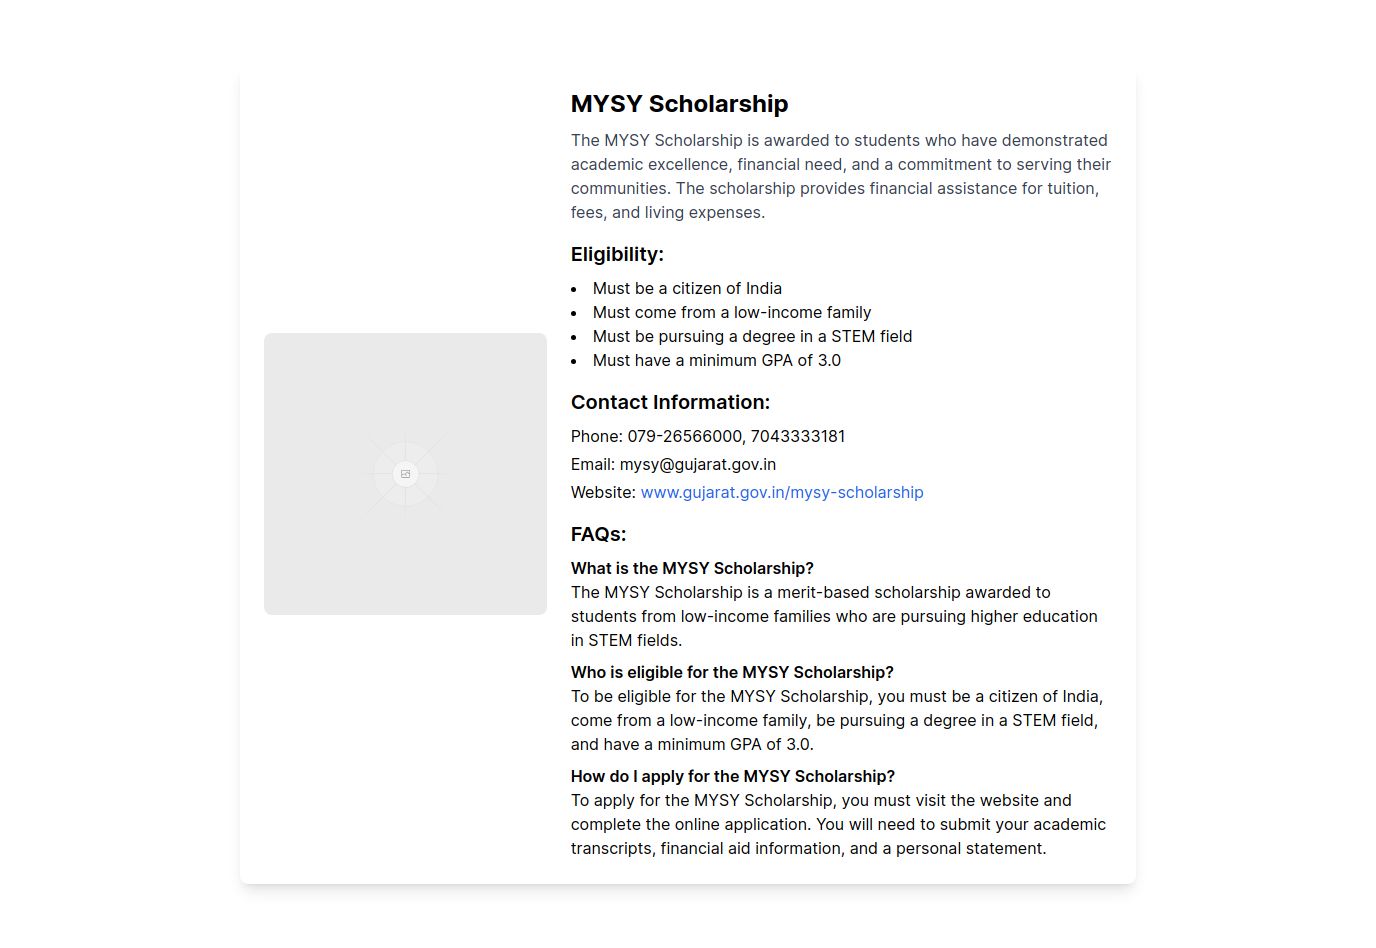 MYSY Scholarship
The MYSY Scholarship is awarded to students who have demonstrated
academic excellence, financial need, and a commitment to serving their
communities. The scholarship provides financial assistance for tuition,
fees, and living expenses.
Eligibility:
• Must be a citizen of India
• Must come from a low-income family
• Must be pursuing a degree in a STEM field
• Must have a minimum GPA of 3.0
Contact Information:
Phone: 079-26566000, 7043333181
Email: mysy@gujarat.gov.in
Website: www.gujarat.gov.in/mysy-scholarship
FAQs:
What is the MYSY Scholarship?
The MYSY Scholarship is a merit-based scholarship awarded to
students from low-income families who are pursuing higher education
in STEM fields.
Who is eligible for the MYSY Scholarship?
To be eligible for the MYSY Scholarship, you must be a citizen of India,
come from a low-income family, be pursuing a degree in a STEM field,
and have a minimum GPA of 3.0.
How do I apply for the MYSY Scholarship?
To apply for the MYSY Scholarship, you must visit the website and
complete the online application. You will need to submit your academic
transcripts, financial aid information, and a personal statement.